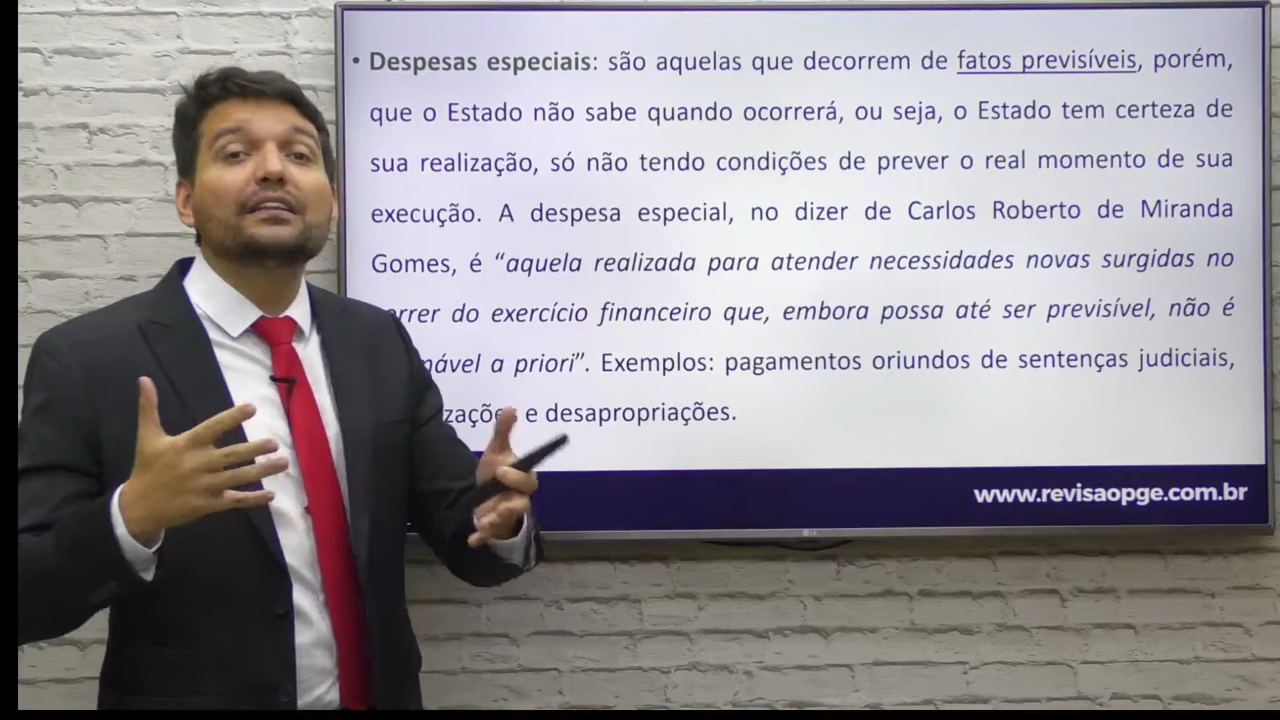 • Despesas especiais: são aquelas que decorrem de fatos previsíveis, porém,
que o Estado não sabe quando ocorrerá, ou seja, o Estado tem certeza de
sua realização, só não tendo condições de prever o real momento de sua
execução. A despesa especial, no dizer de Carlos Roberto de Miranda
Gomes, é “aquela realizada para atender necessidades novas surgidas no
do exercício financeiro que, embora possa até ser previsível, não é
a priori”. Exemplos: pagamentos oriundos de sentenças judiciais,
e desapropriações.
www.revisaopge.com.br
LG